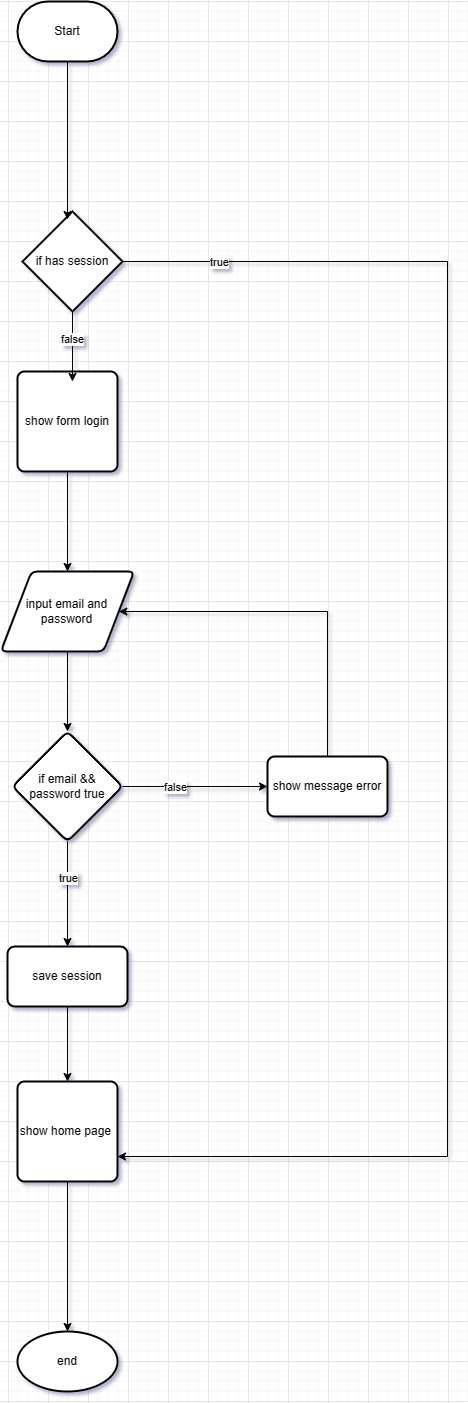 Start
if has session
true
false
show form login
input email and
password
if email &&
password true
false
show message error
true
save session
show home page
end